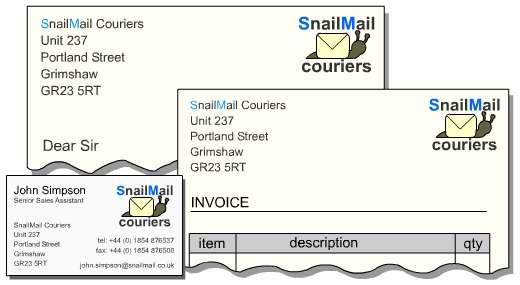 SnailMail Couriers
Unit 237
Portland Street
Grimshaw
GR23 5RT
SnailMail
couriers
Dear Sir
SnailMail Couriers
Unit 237
Portland Street
Grimshaw
GR23 5RT
SnailMail
couriers
INVOICE
item description qty
John Simpson
Senior Sales Assistant
SnailMail
couriers
SnailMail Couriers
Unit 237
Portland Street
Grimshaw
GR23 5RT
tel: +44 (0) 1854 876537
fax: +44 (0) 1854 876500
john.simpson@snailmail.co.uk